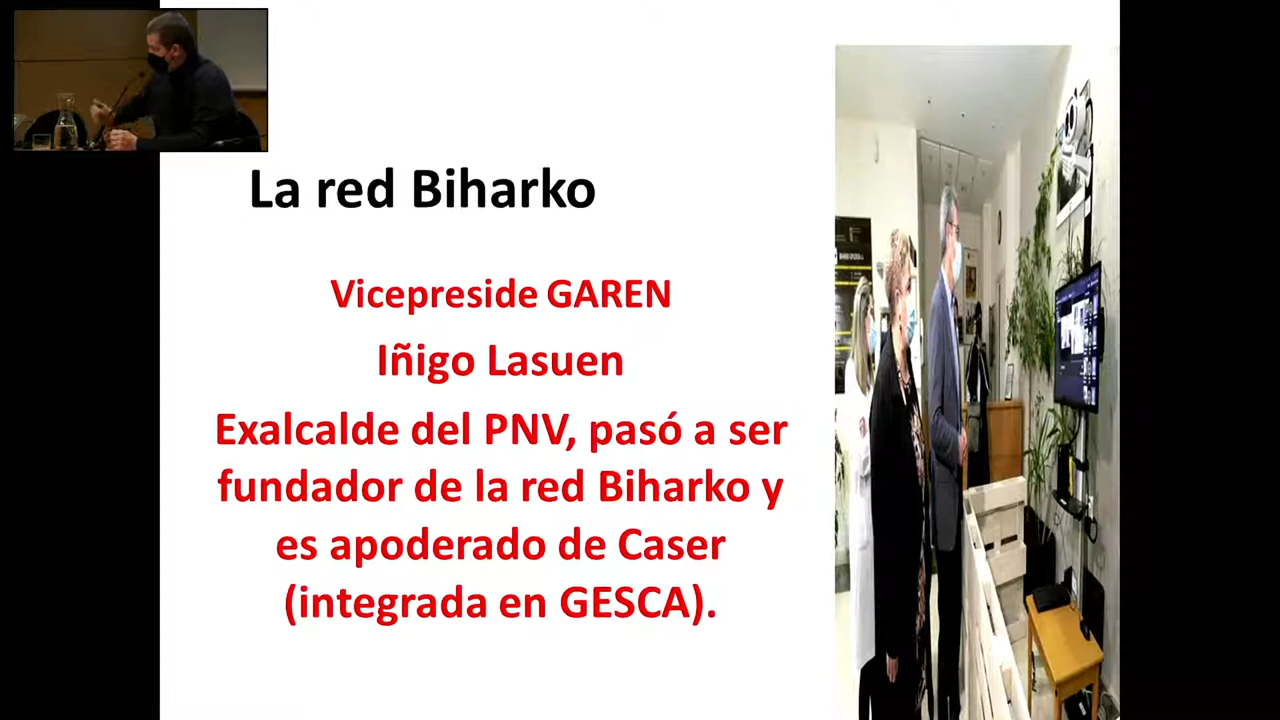 La red Biharko
Vicepreside GAREN
Iñigo Lasuen
Exalcalde del PNV, pasó a ser
fundador de la red Biharko y
es apoderado de Caser
(integrada en GESCA).